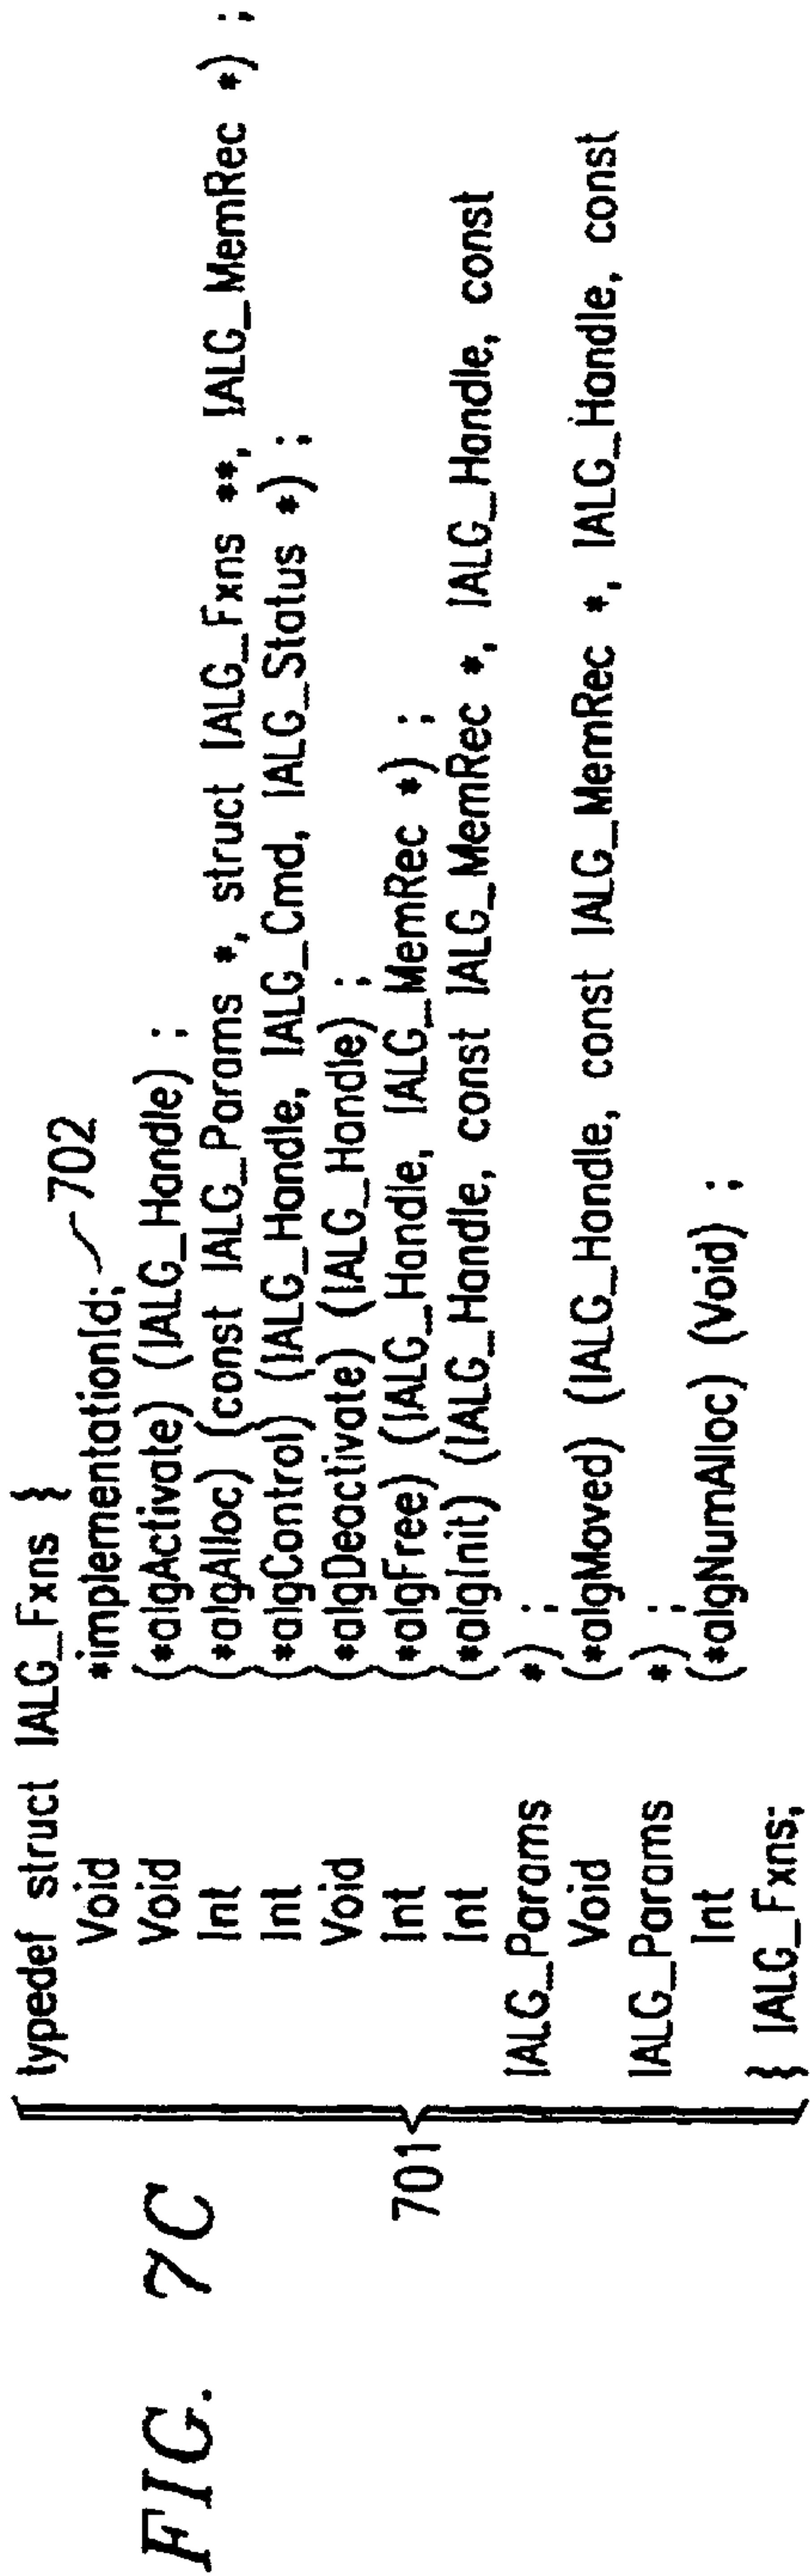 FIG. 7C
701
typedef struct IALG_Fxns {
Void *implementationId; 702
Void (*algActivate) (IALG_Handle) ;
Int (*algAlloc) (const IALG_Params *, struct IALG_Fxns **, IALG_MemRec *) ;
Int (*algControl) (IALG_Handle, IALG_Cmd, IALG_Status *) ;
Void (*algDeactivate) (IALG_Handle) ;
Int (*algFree) (IALG_Handle, IALG_MemRec *) ;
Int (*algInit) (IALG_Handle, const IALG_MemRec *, IALG_Handle, const
IALG_Params *) ;
Void (*algMoved) (IALG_Handle, const IALG_MemRec *, IALG_Handle, const
IALG_Params *) ;
Int (*algNumAlloc) (Void) ;
} IALG_Fxns;